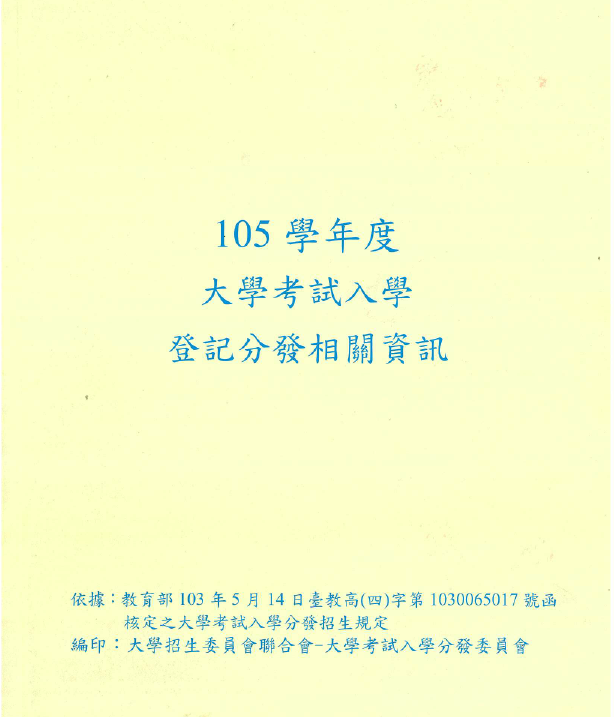 105 學年度
大學考試入學
登記分發相關資訊
依據：教育部 103 年 5 月 14 日臺教高(四)字第 1030065017 號函
核定之大學考試入學分發招生規定
編印：大學招生委員會聯合會-大學考試入學分發委員會